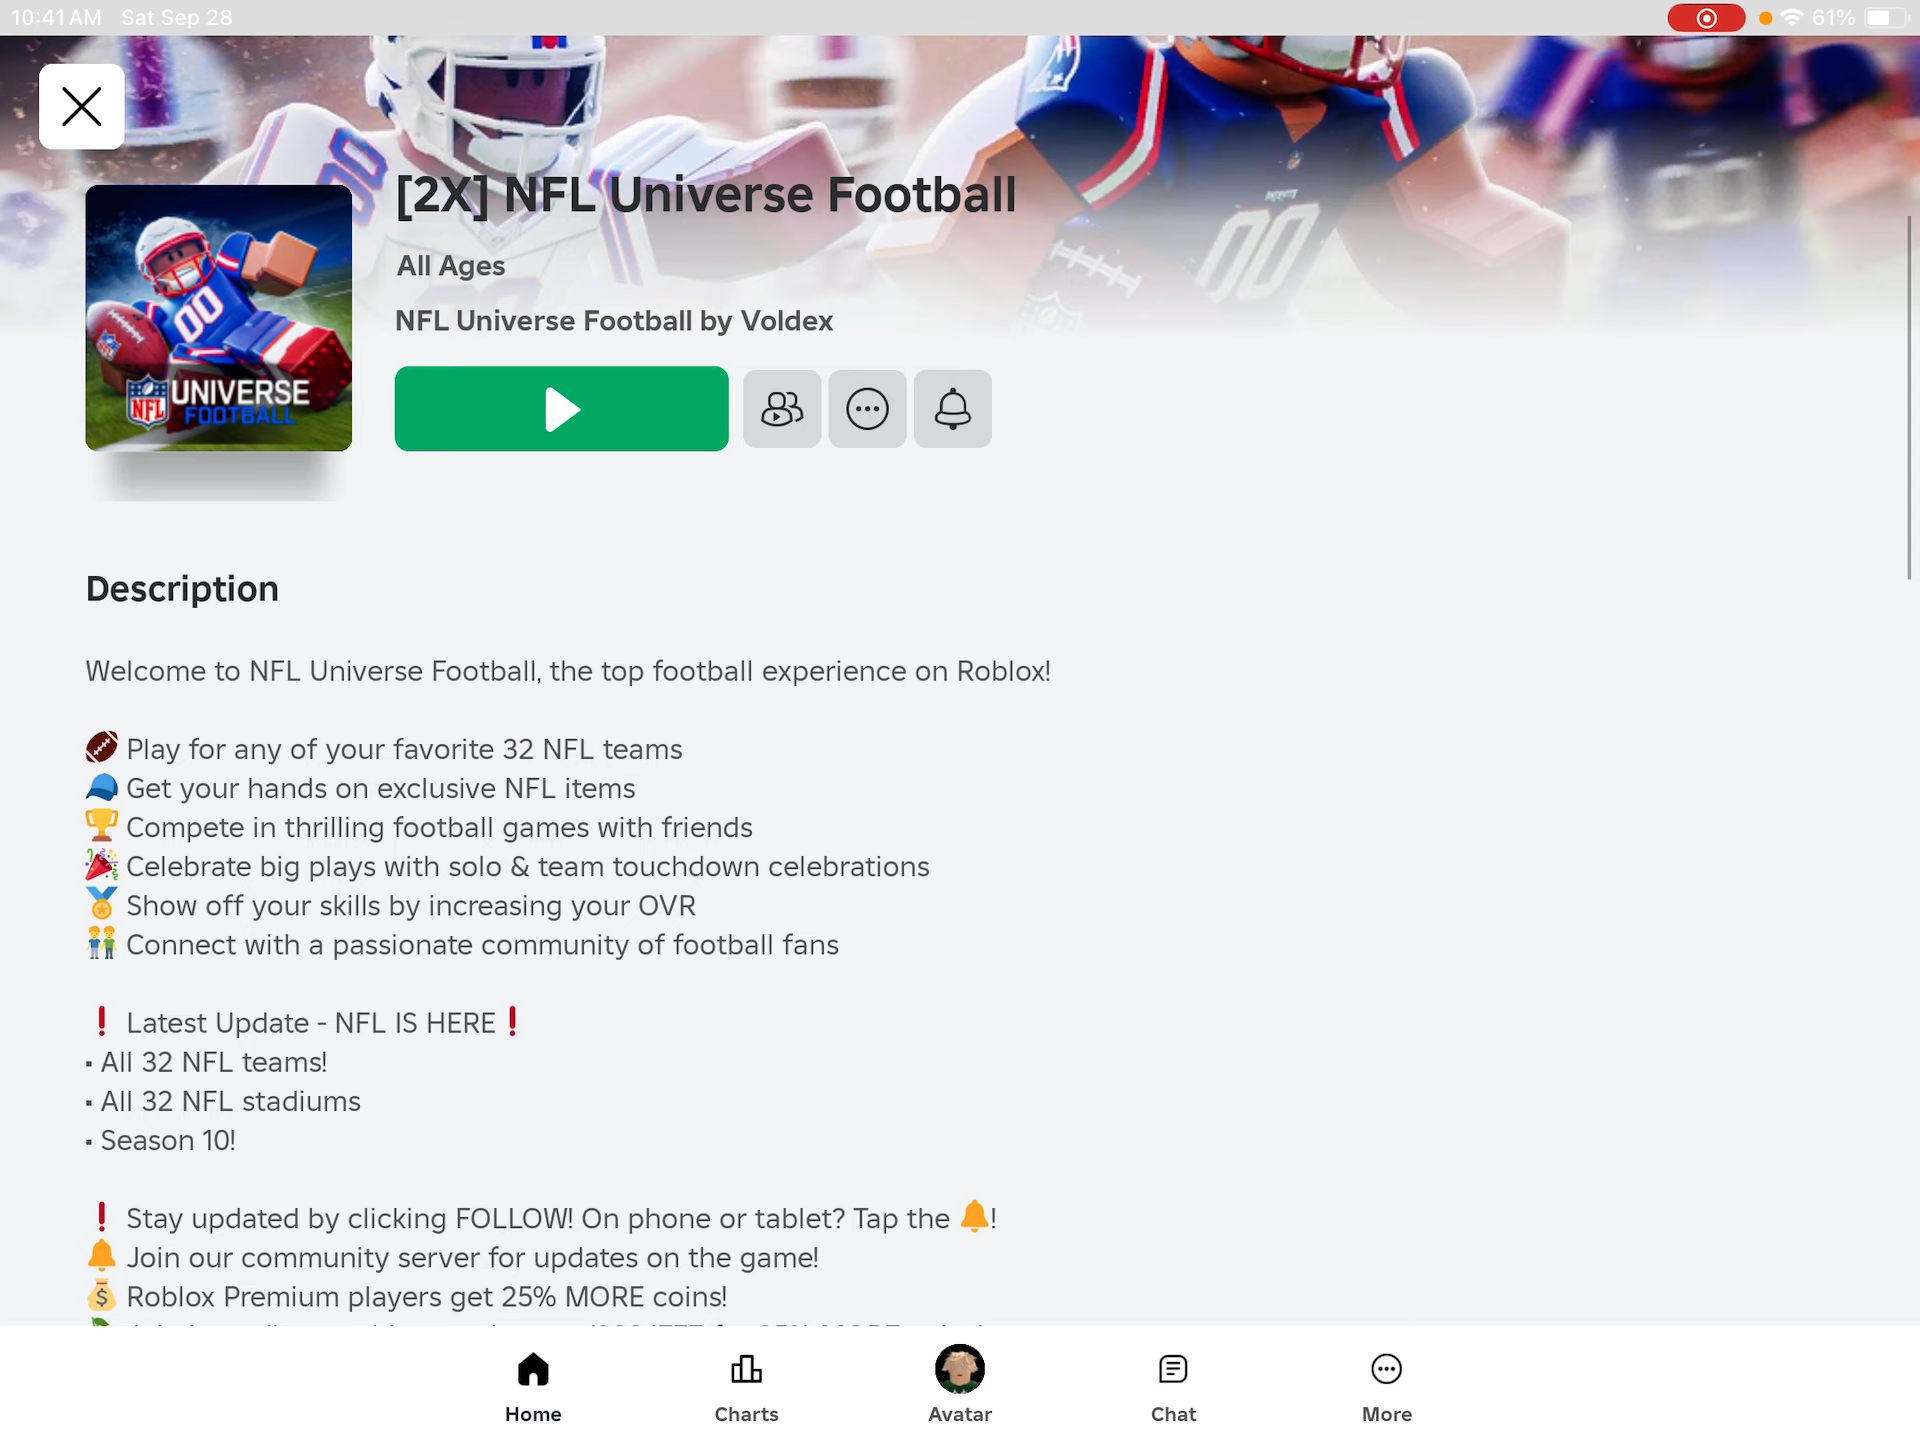 10:41 AM Sat Sep 28
61%
[2X] NFL Universe Football
All Ages
NFL Universe Football by Voldex
00
00
00
NFL UNIVERSE
FOOTBALL
Description
Welcome to NFL Universe Football, the top football experience on Roblox!
🏈 Play for any of your favorite 32 NFL teams
🧢 Get your hands on exclusive NFL items
🏆 Compete in thrilling football games with friends
🎉 Celebrate big plays with solo & team touchdown celebrations
🏅 Show off your skills by increasing your OVR
👬 Connect with a passionate community of football fans
❗ Latest Update - NFL IS HERE❗
▪ All 32 NFL teams!
▪ All 32 NFL stadiums
▪ Season 10!
❗ Stay updated by clicking FOLLOW! On phone or tablet? Tap the 🔔!
🔔 Join our community server for updates on the game!
💰 Roblox Premium players get 25% MORE coins!
Home
Charts
Avatar
Chat
More